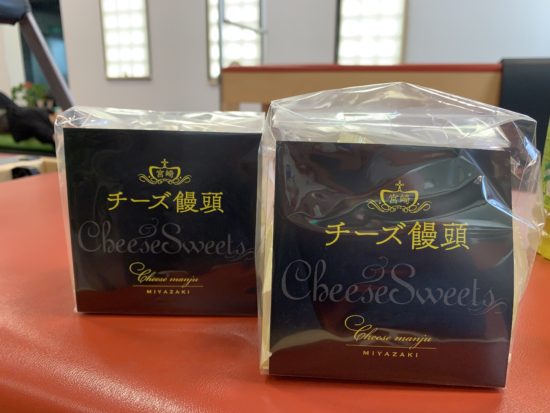 宮崎
チーズ饅頭
& CheeseSweets
Cheese manju
MIYAZAKI
宮崎
チーズ饅頭
& CheeseSweets
Cheese manju
MIYAZAKI